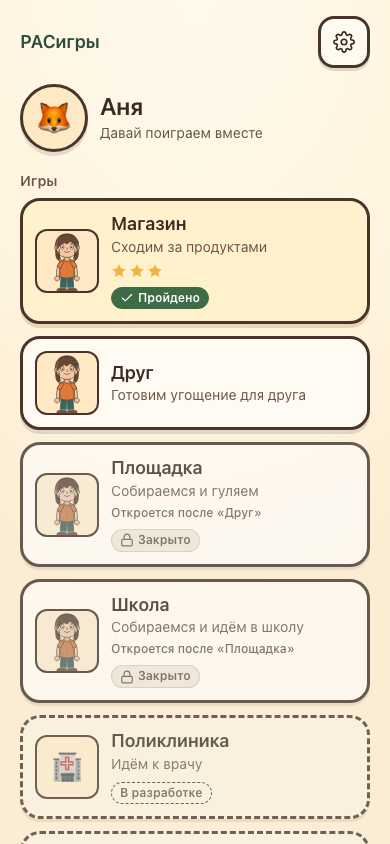 РАСигры
Аня
Давай поиграем вместе
Игры
Магазин
Сходим за продуктами
Пройдено
Друг
Готовим угощение для друга
Площадка
Собираемся и гуляем
Откроется после «Друг»
Закрыто
Школа
Собираемся и идём в школу
Откроется после «Площадка»
Закрыто
Поликлиника
Идём к врачу
В разработке